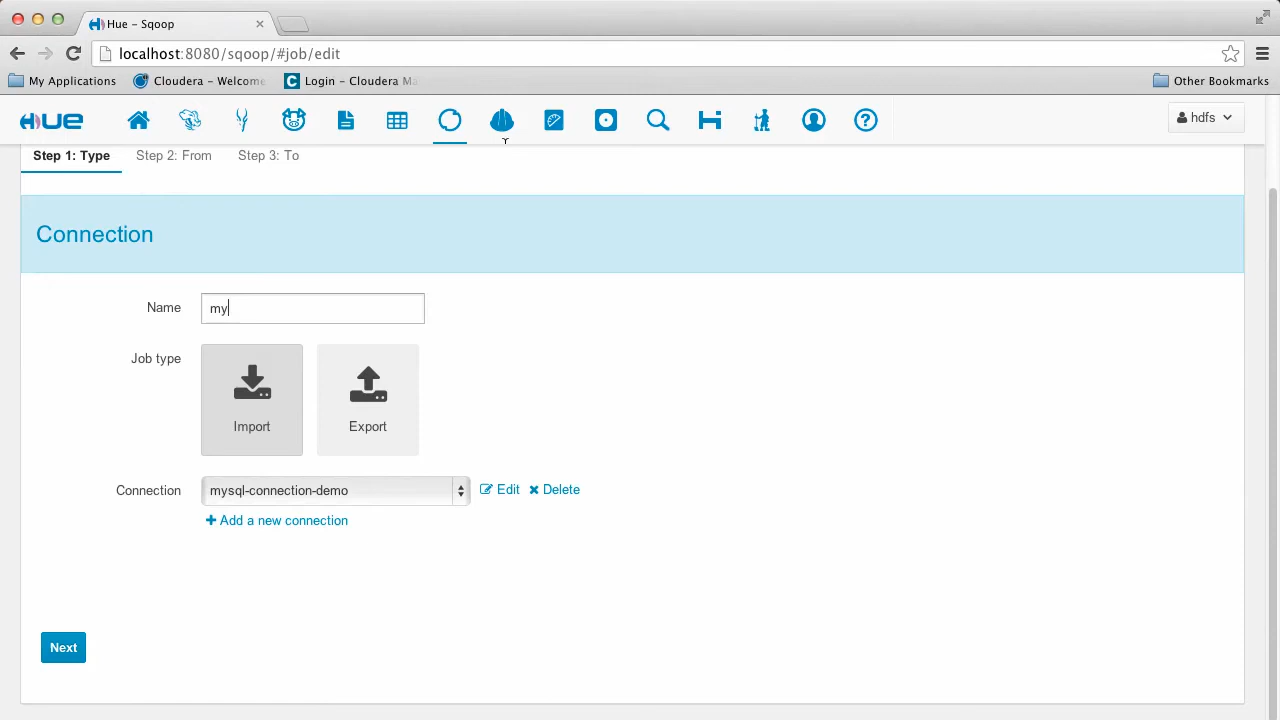 Hue - Sqoop
localhost:8080/sqoop/#job/edit
My Applications Cloudera - Welcome Login - Cloudera Ma Other Bookmarks
HUE hdfs
Step 1: Type Step 2: From Step 3: To
Connection
Name my
Job type
Import Export
Connection mysql-connection-demo Edit Delete
Add a new connection
Next